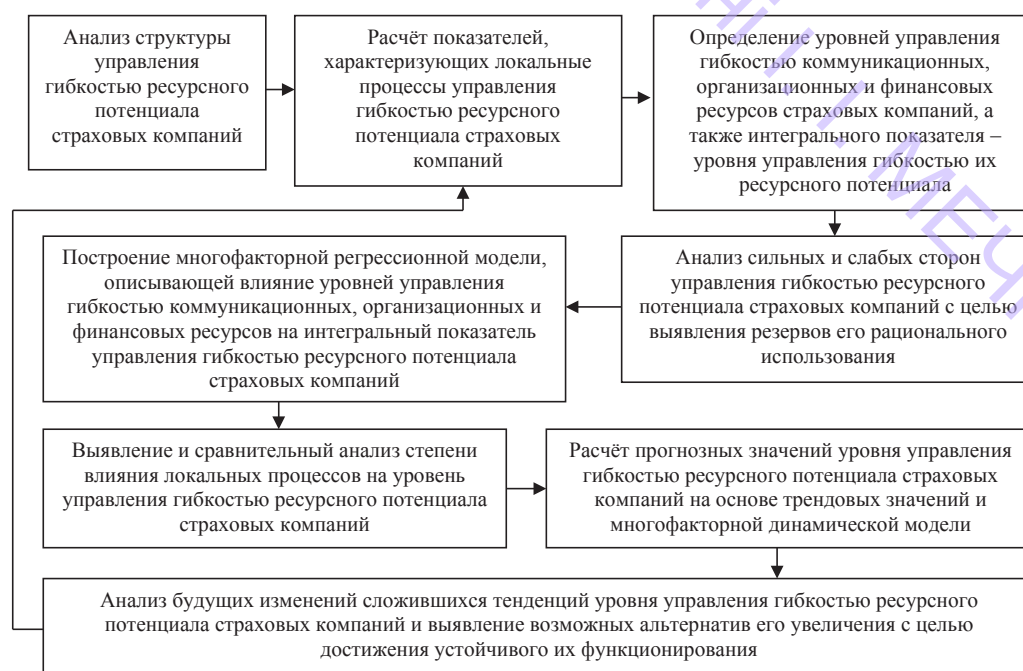 Анализ структуры
управления
гибкостью ресурсного
потенциала
страховых компаний
Расчёт показателей,
характеризующих локальные
процессы управления
гибкостью ресурсного
потенциала страховых
компаний
Определение уровней управления
гибкостью коммуникационных,
организационных и финансовых
ресурсов страховых компаний, а
также интегрального показателя –
уровня управления гибкостью их
ресурсного потенциала
Анализ сильных и слабых сторон
управления гибкостью ресурсного
потенциала страховых компаний с целью
выявления резервов его рационального
использования
Построение многофакторной регрессионной модели,
описывающей влияние уровней управления
гибкостью коммуникационных, организационных и
финансовых ресурсов на интегральный показатель
управления гибкостью ресурсного потенциала
страховых компаний
Выявление и сравнительный анализ степени
влияния локальных процессов на уровень
управления гибкостью ресурсного потенциала
страховых компаний
Расчёт прогнозных значений уровня управления
гибкостью ресурсного потенциала страховых
компаний на основе трендовых значений и
многофакторной динамической модели
Анализ будущих изменений сложившихся тенденций уровня управления гибкостью ресурсного
потенциала страховых компаний и выявление возможных альтернатив его увеличения с целью
достижения устойчивого их функционирования